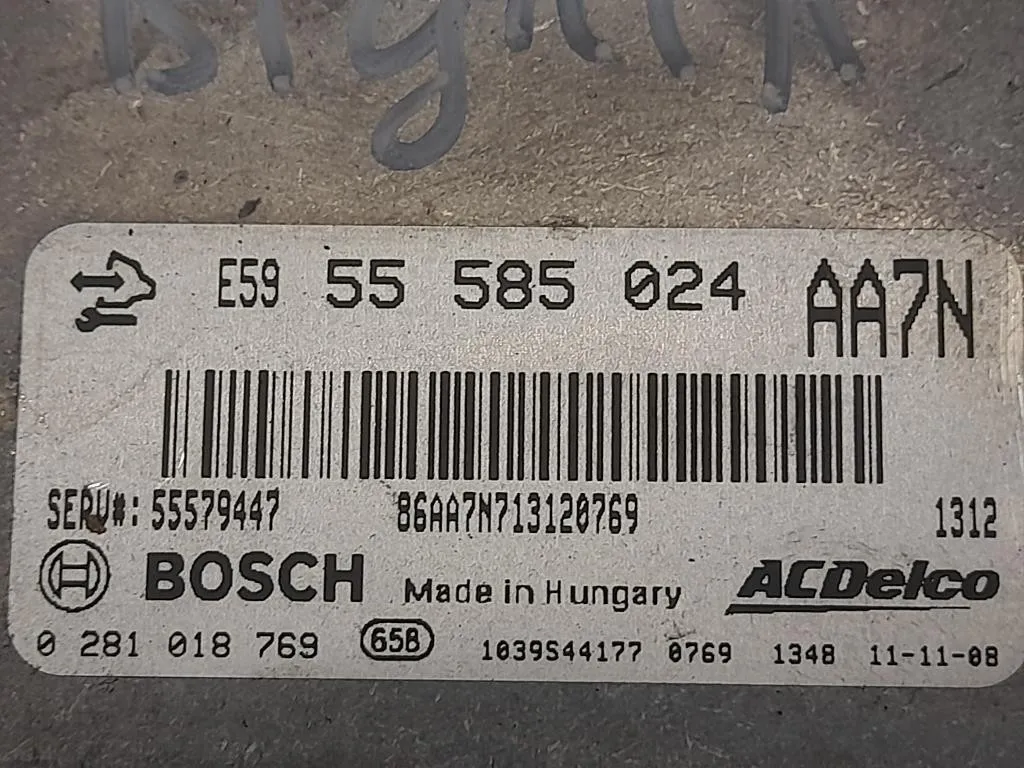 E59 55 585 024 AA7N
SERV#: 55579447 86AA7N713120769 1312
BOSCH Made in Hungary ACDelco
0 281 018 769 65B 1039S44177 0769 1348 11-11-08